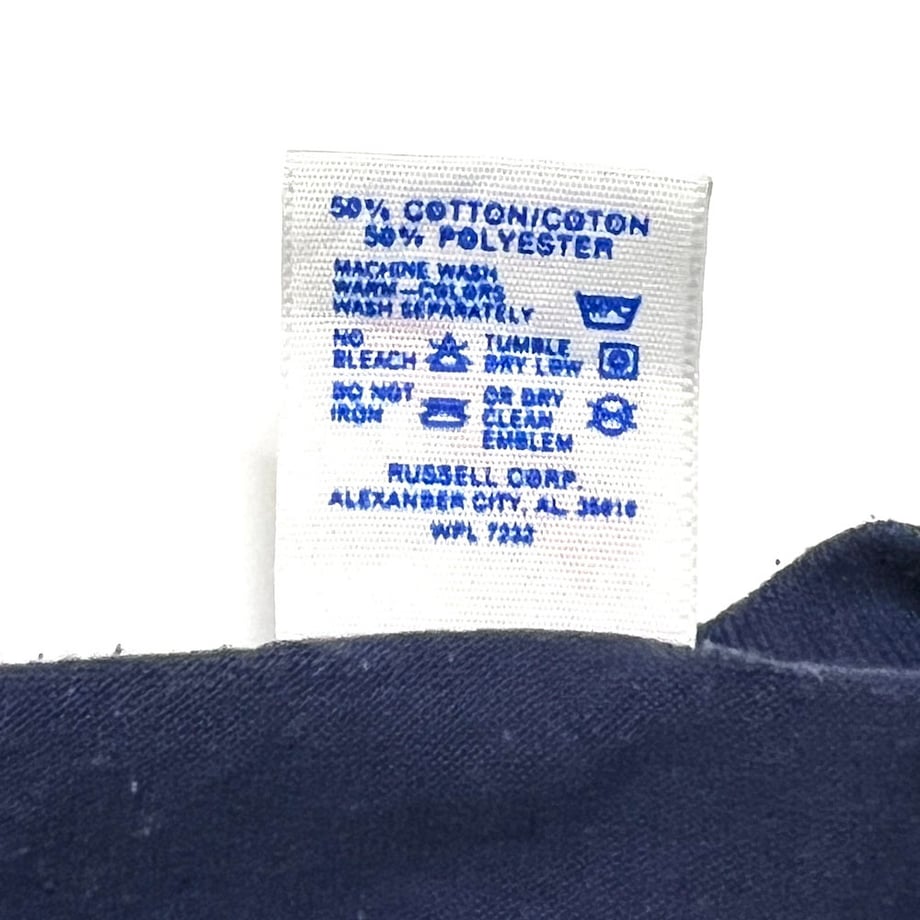 50% COTTON/COTON
50% POLYESTER
MACHINE WASH
WARM—COLORS
WASH SEPARATELY
NO BLEACH
TUMBLE DRY LOW
DO NOT IRON
OR DRY CLEAN EMBLEM
RUSSELL CORP.
ALEXANDER CITY, AL. 35010
WPL 7233